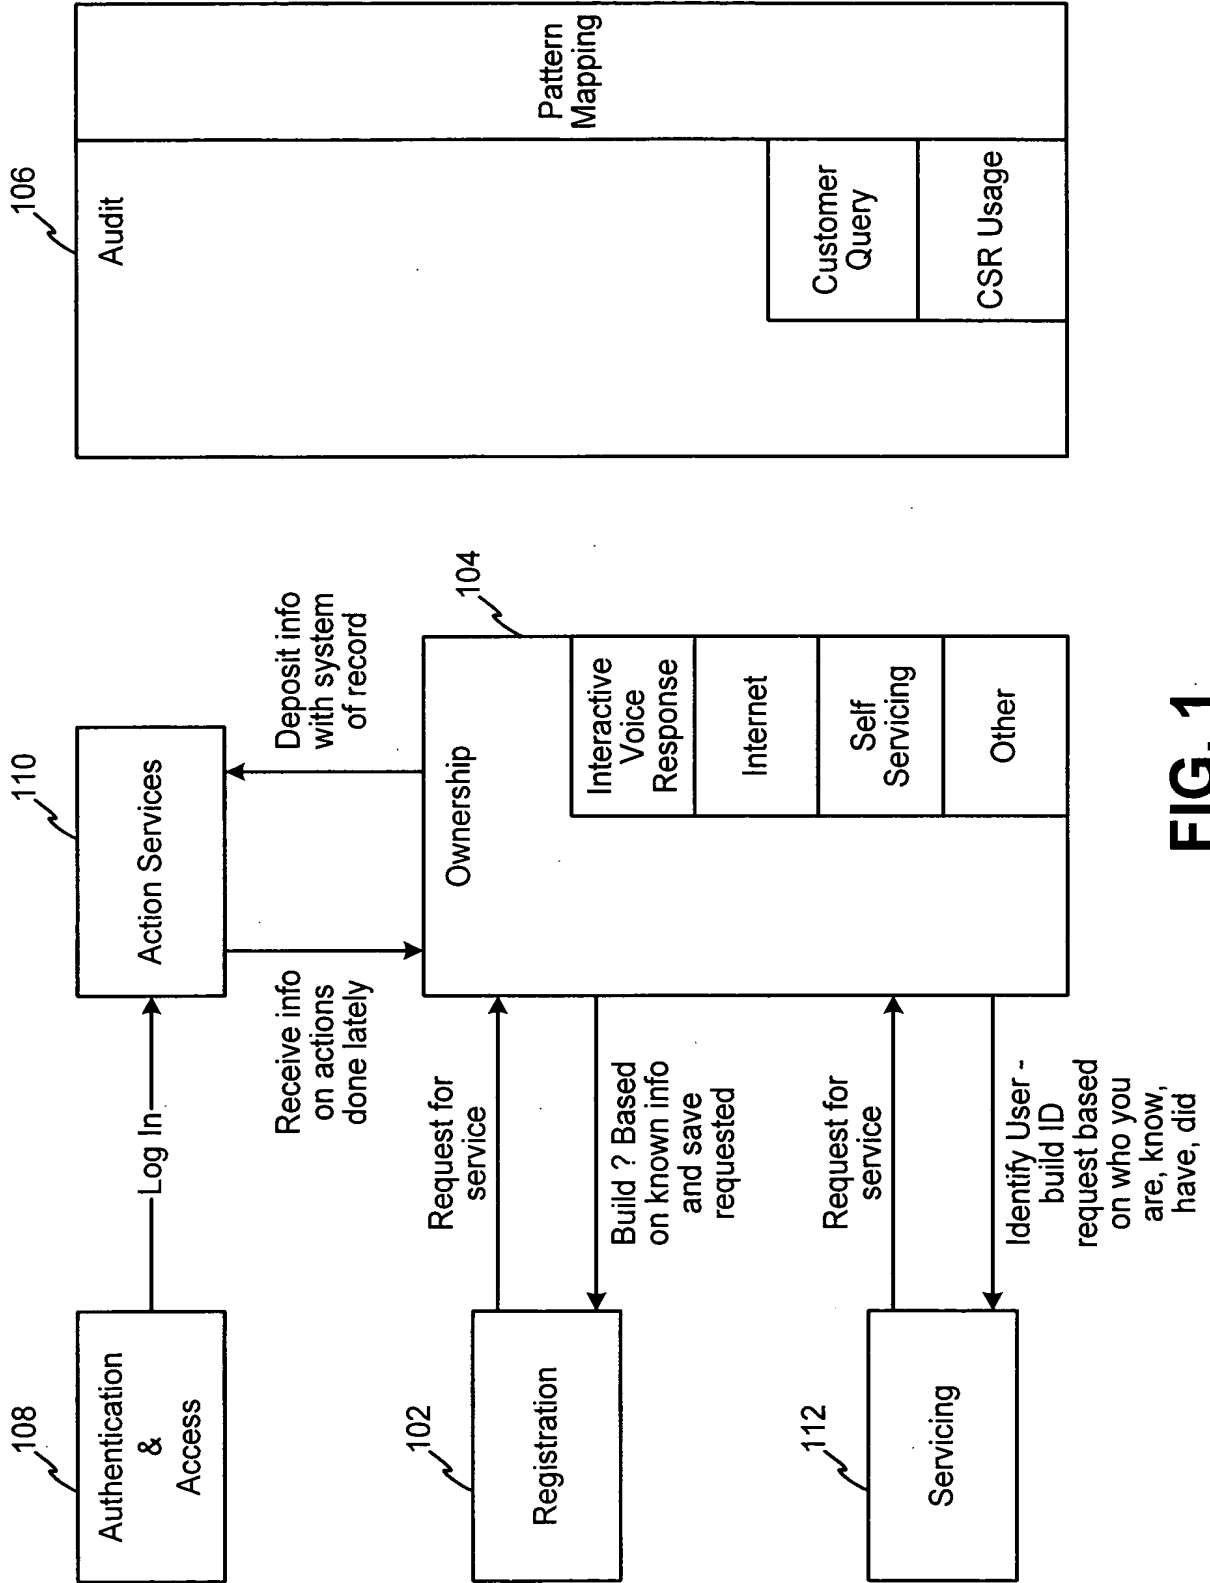 108
Authentication
&
Access
Log In
110
Action Services
106
Audit
Pattern
Mapping
Customer
Query
CSR Usage
Receive info
on actions
done lately
Deposit info
with system
of record
104
Ownership
Interactive
Voice
Response
Internet
Self
Servicing
Other
102
Registration
Request for
service
Build ? Based
on known info
and save
requested
112
Servicing
Request for
service
Identify User -
build ID
request based
on who you
are, know,
have, did
FIG. 1